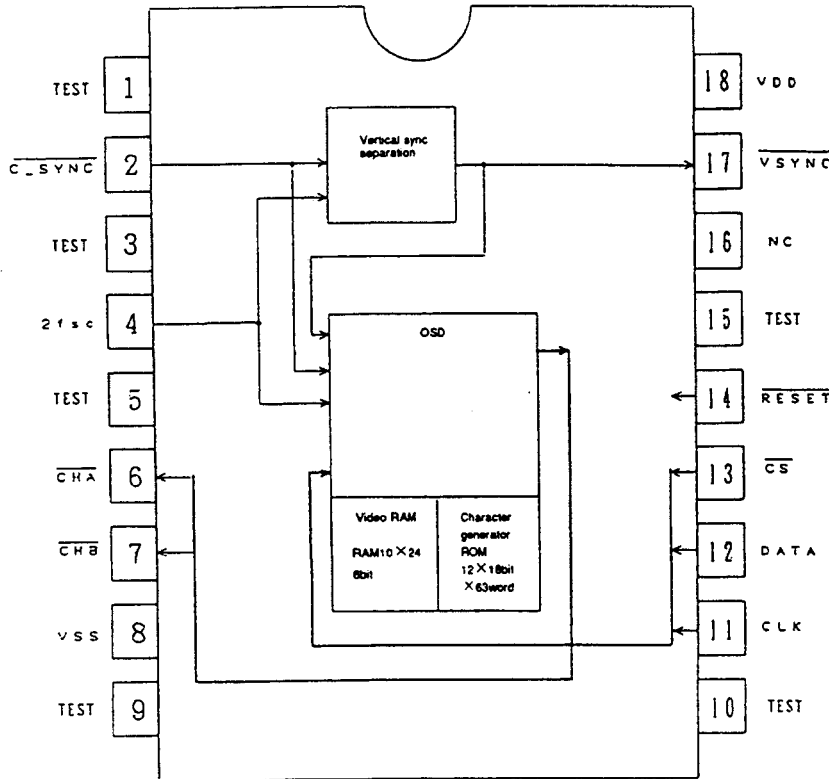 TEST 1
C_SYNC 2
TEST 3
2fsc 4
TEST 5
CHA 6
CHB 7
VSS 8
TEST 9
18 VDD
17 VSYNC
16 NC
15 TEST
14 RESET
13 CS
12 DATA
11 CLK
10 TEST
Vertical sync
separation
OSD
Video RAM
RAM10×24
6bit
Character
generator
ROM
12×18bit
×63word